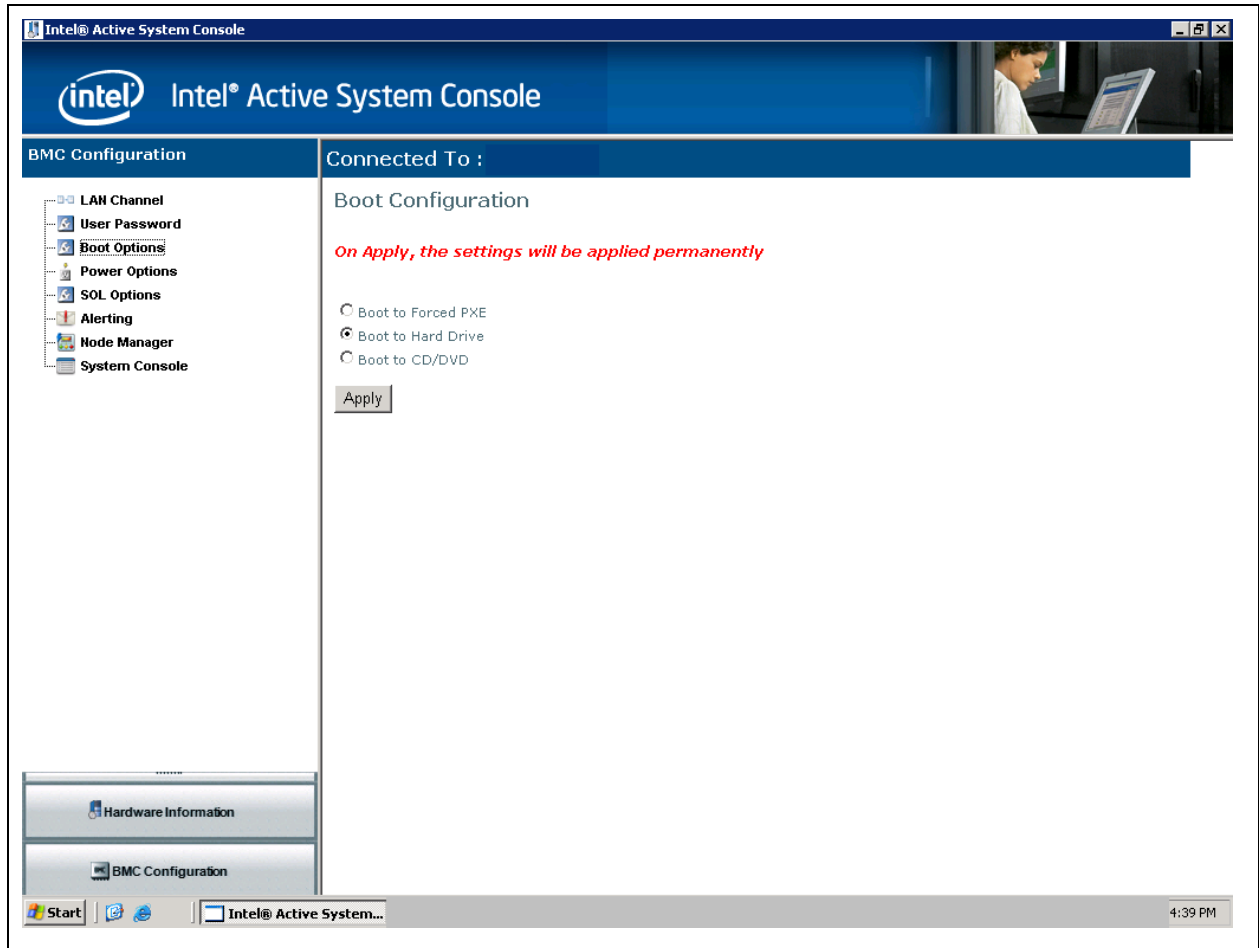 Intel® Active System Console
intel Intel® Active System Console
BMC Configuration
Connected To :
LAN Channel
User Password
Boot Options
Power Options
SOL Options
Alerting
Node Manager
System Console
Boot Configuration
On Apply, the settings will be applied permanently
Boot to Forced PXE
Boot to Hard Drive
Boot to CD/DVD
Apply
Hardware Information
BMC Configuration
Start Intel® Active System... 4:39 PM